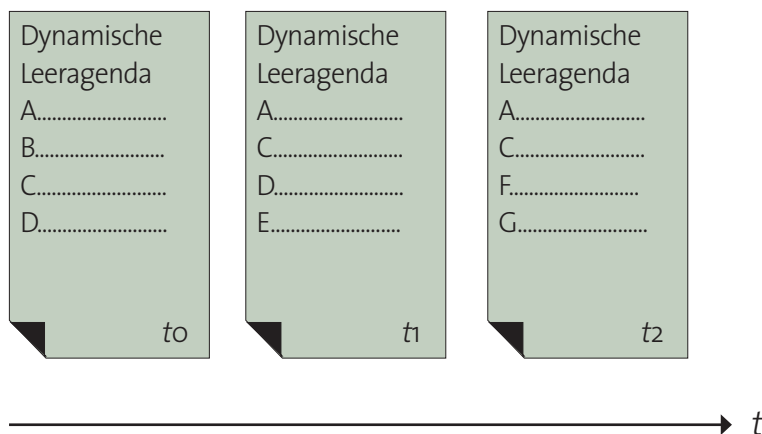 Dynamische
Leeragenda
A..........................
B..........................
C..........................
D..........................
t0
Dynamische
Leeragenda
A..........................
C..........................
D..........................
E..........................
t1
Dynamische
Leeragenda
A..........................
C..........................
F..........................
G..........................
t2
t